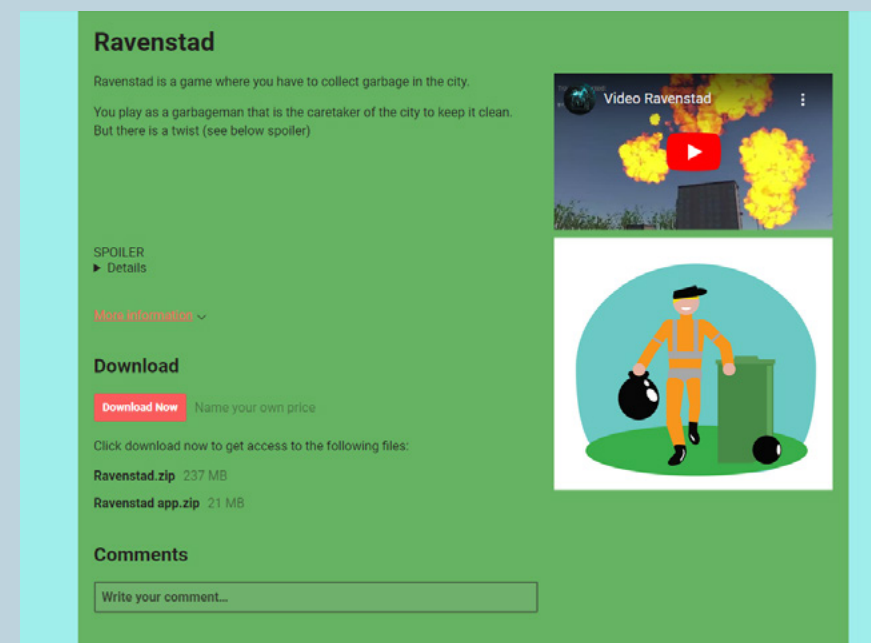 Ravenstad
Ravenstad is a game where you have to collect garbage in the city.
You play as a garbageman that is the caretaker of the city to keep it clean.
But there is a twist (see below spoiler)
Video Ravenstad
SPOILER
► Details
More information
Download
Download Now Name your own price
Click download now to get access to the following files:
Ravenstad.zip 237 MB
Ravenstad app.zip 21 MB
Comments
Write your comment...